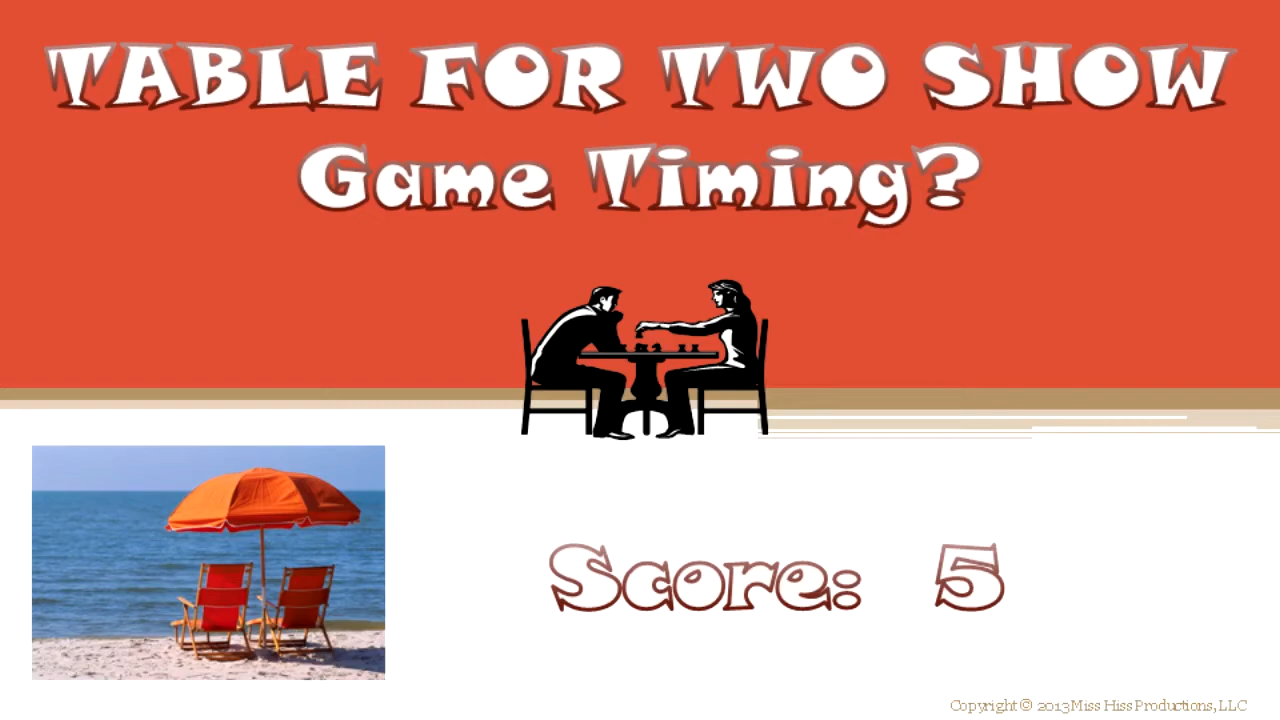 TABLE FOR TWO SHOW
Game Timing?
Score: 5
Copyright © 2013 Miss Hiss Productions, LLC